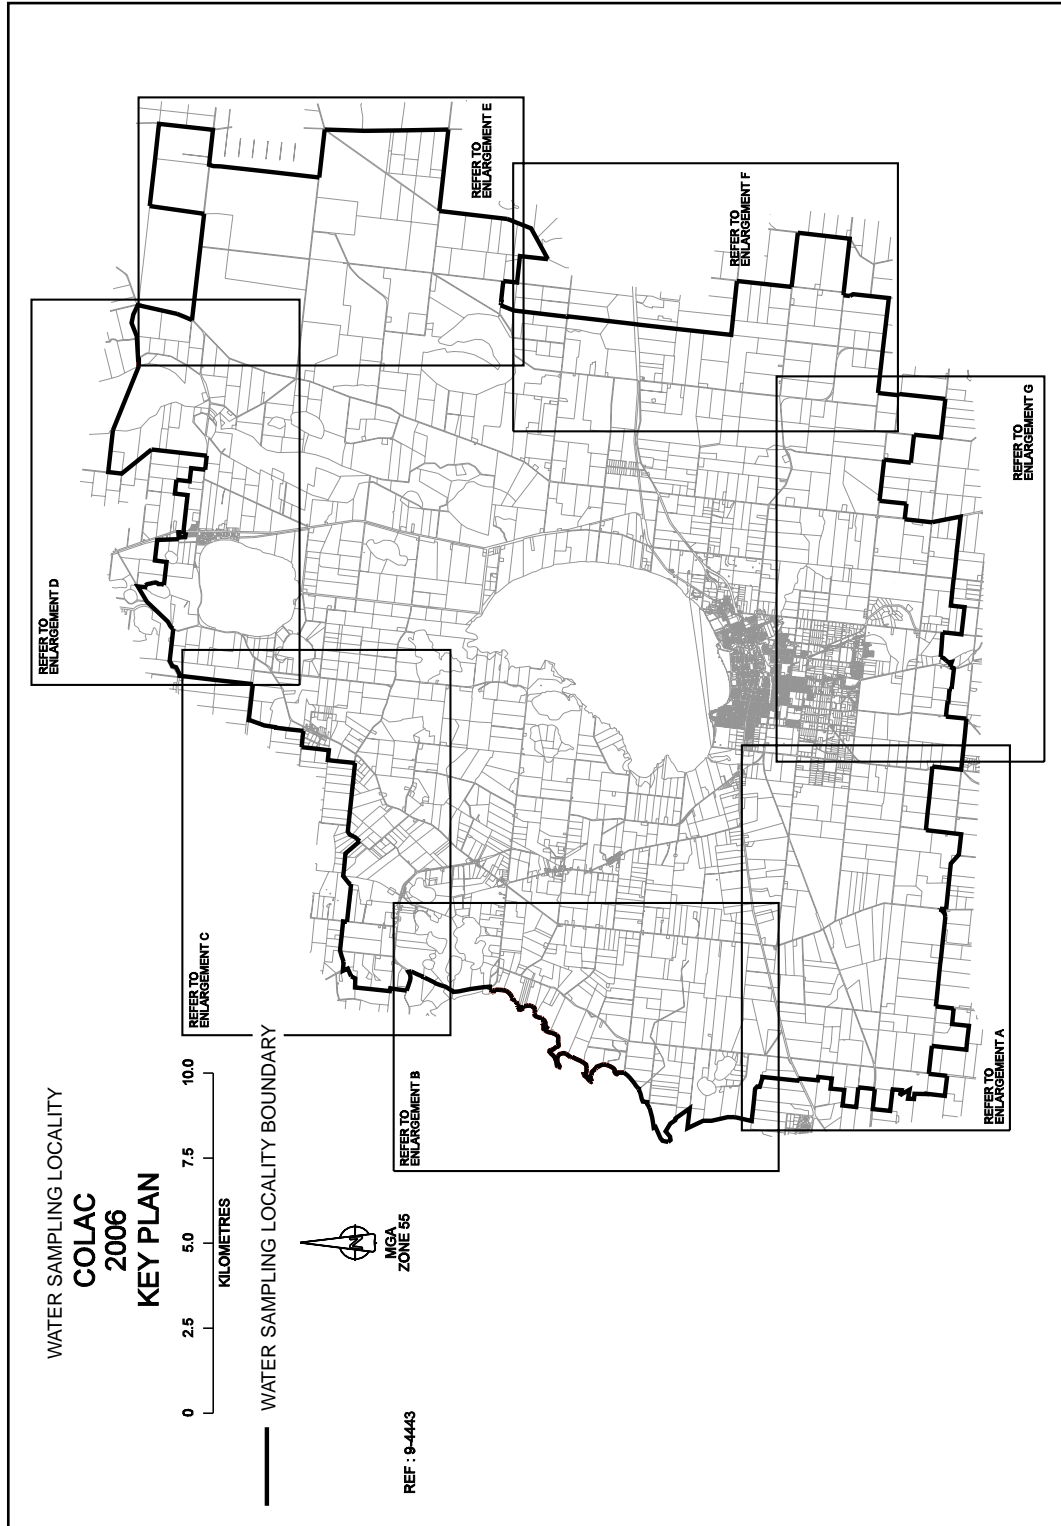 WATER SAMPLING LOCALITY
COLAC
2006
KEY PLAN
0 2.5 5.0 7.5 10.0
KILOMETRES
WATER SAMPLING LOCALITY BOUNDARY
N
MGA
ZONE 55
REF : 9-4443
REFER TO
ENLARGEMENT D
REFER TO
ENLARGEMENT C
REFER TO
ENLARGEMENT B
REFER TO
ENLARGEMENT E
REFER TO
ENLARGEMENT F
REFER TO
ENLARGEMENT A
REFER TO
ENLARGEMENT G